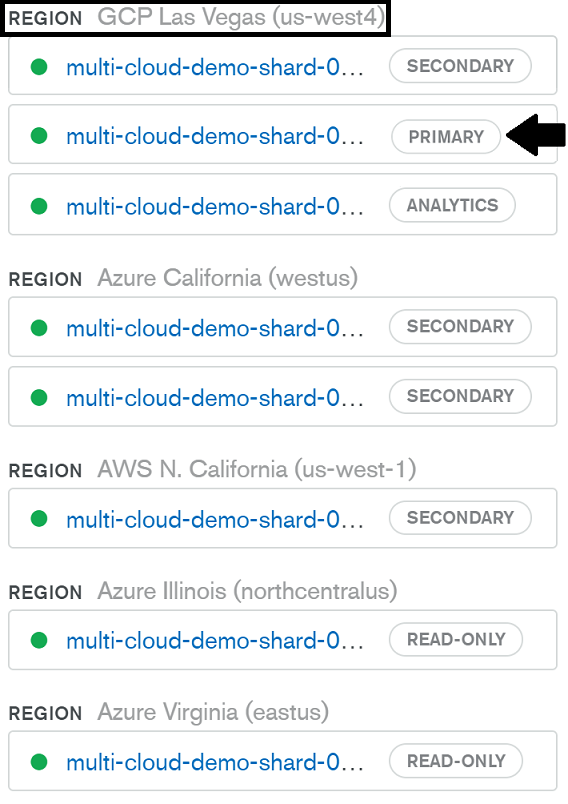 REGION GCP Las Vegas (us-west4)
multi-cloud-demo-shard-0... SECONDARY
multi-cloud-demo-shard-0... PRIMARY
multi-cloud-demo-shard-0... ANALYTICS
REGION Azure California (westus)
multi-cloud-demo-shard-0... SECONDARY
multi-cloud-demo-shard-0... SECONDARY
REGION AWS N. California (us-west-1)
multi-cloud-demo-shard-0... SECONDARY
REGION Azure Illinois (northcentralus)
multi-cloud-demo-shard-0... READ-ONLY
REGION Azure Virginia (eastus)
multi-cloud-demo-shard-0... READ-ONLY